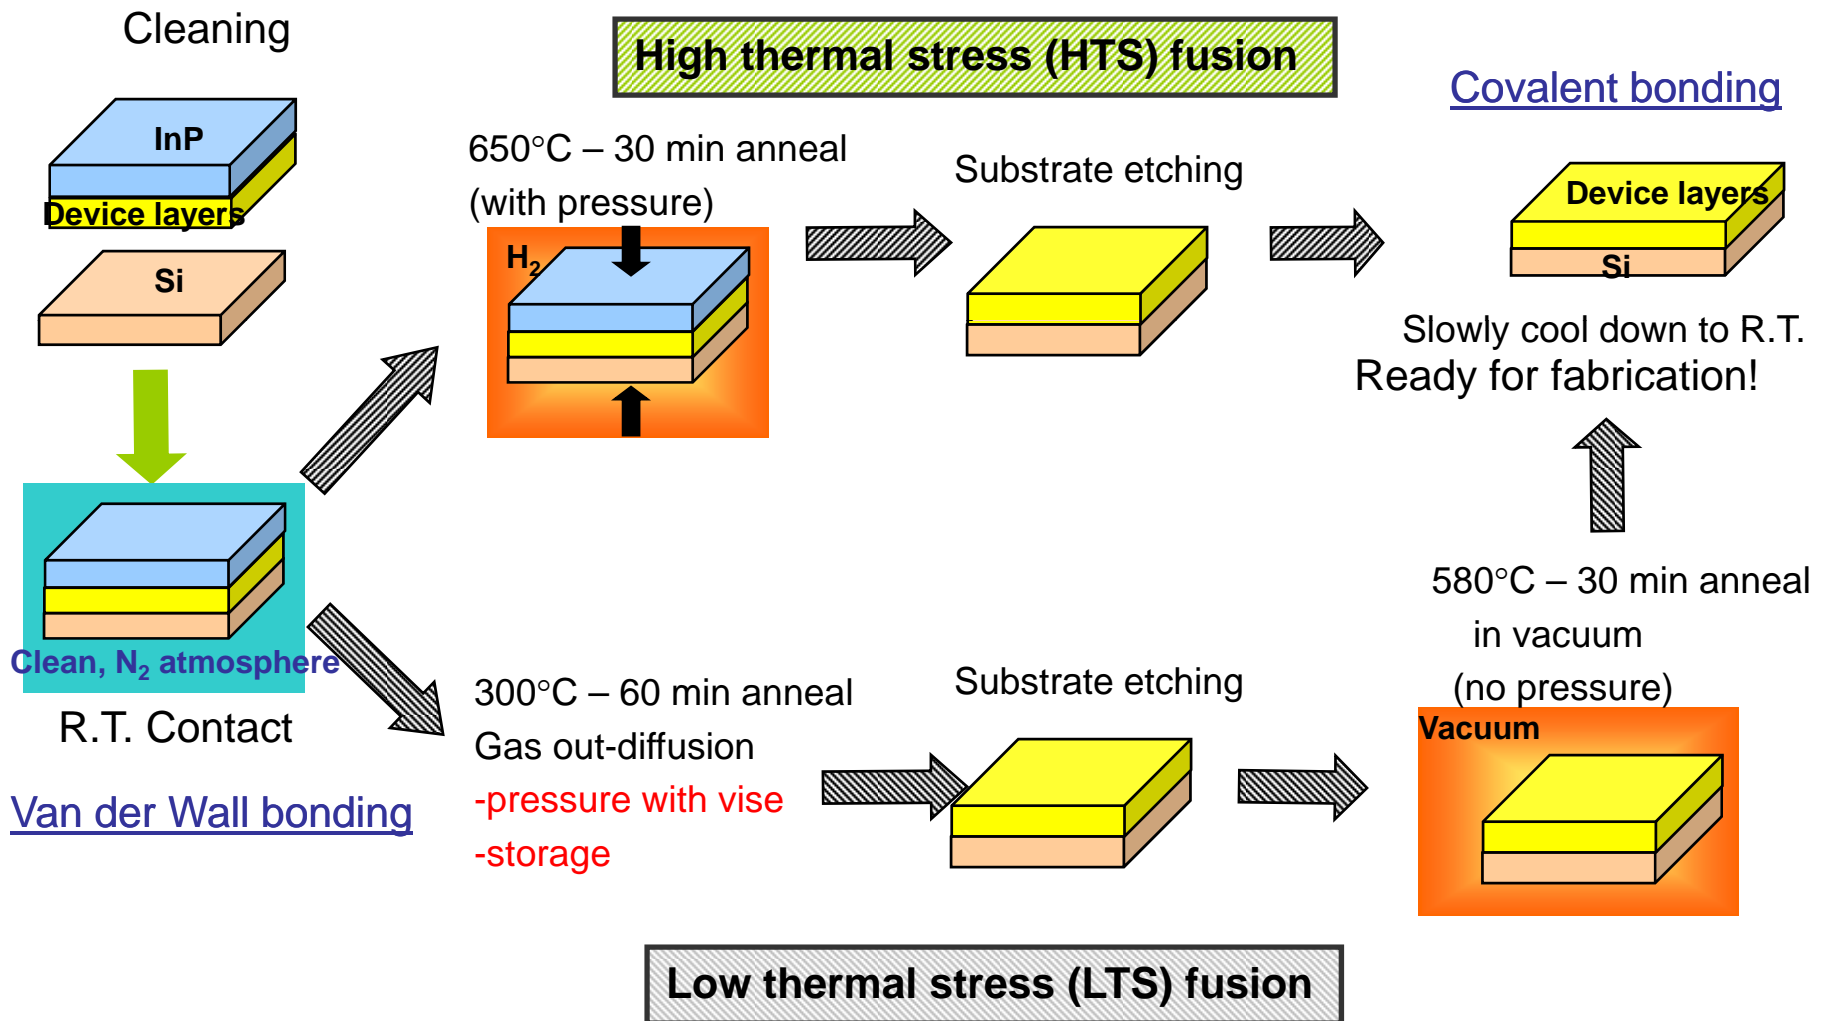 Cleaning
InP
Device layers
Si
Clean, N₂ atmosphere
R.T. Contact
Van der Wall bonding
High thermal stress (HTS) fusion
650°C – 30 min anneal
(with pressure)
H₂
Substrate etching
Covalent bonding
Device layers
Si
Slowly cool down to R.T.
Ready for fabrication!
300°C – 60 min anneal
Gas out-diffusion
-pressure with vise
-storage
Substrate etching
580°C – 30 min anneal
in vacuum
(no pressure)
Vacuum
Low thermal stress (LTS) fusion